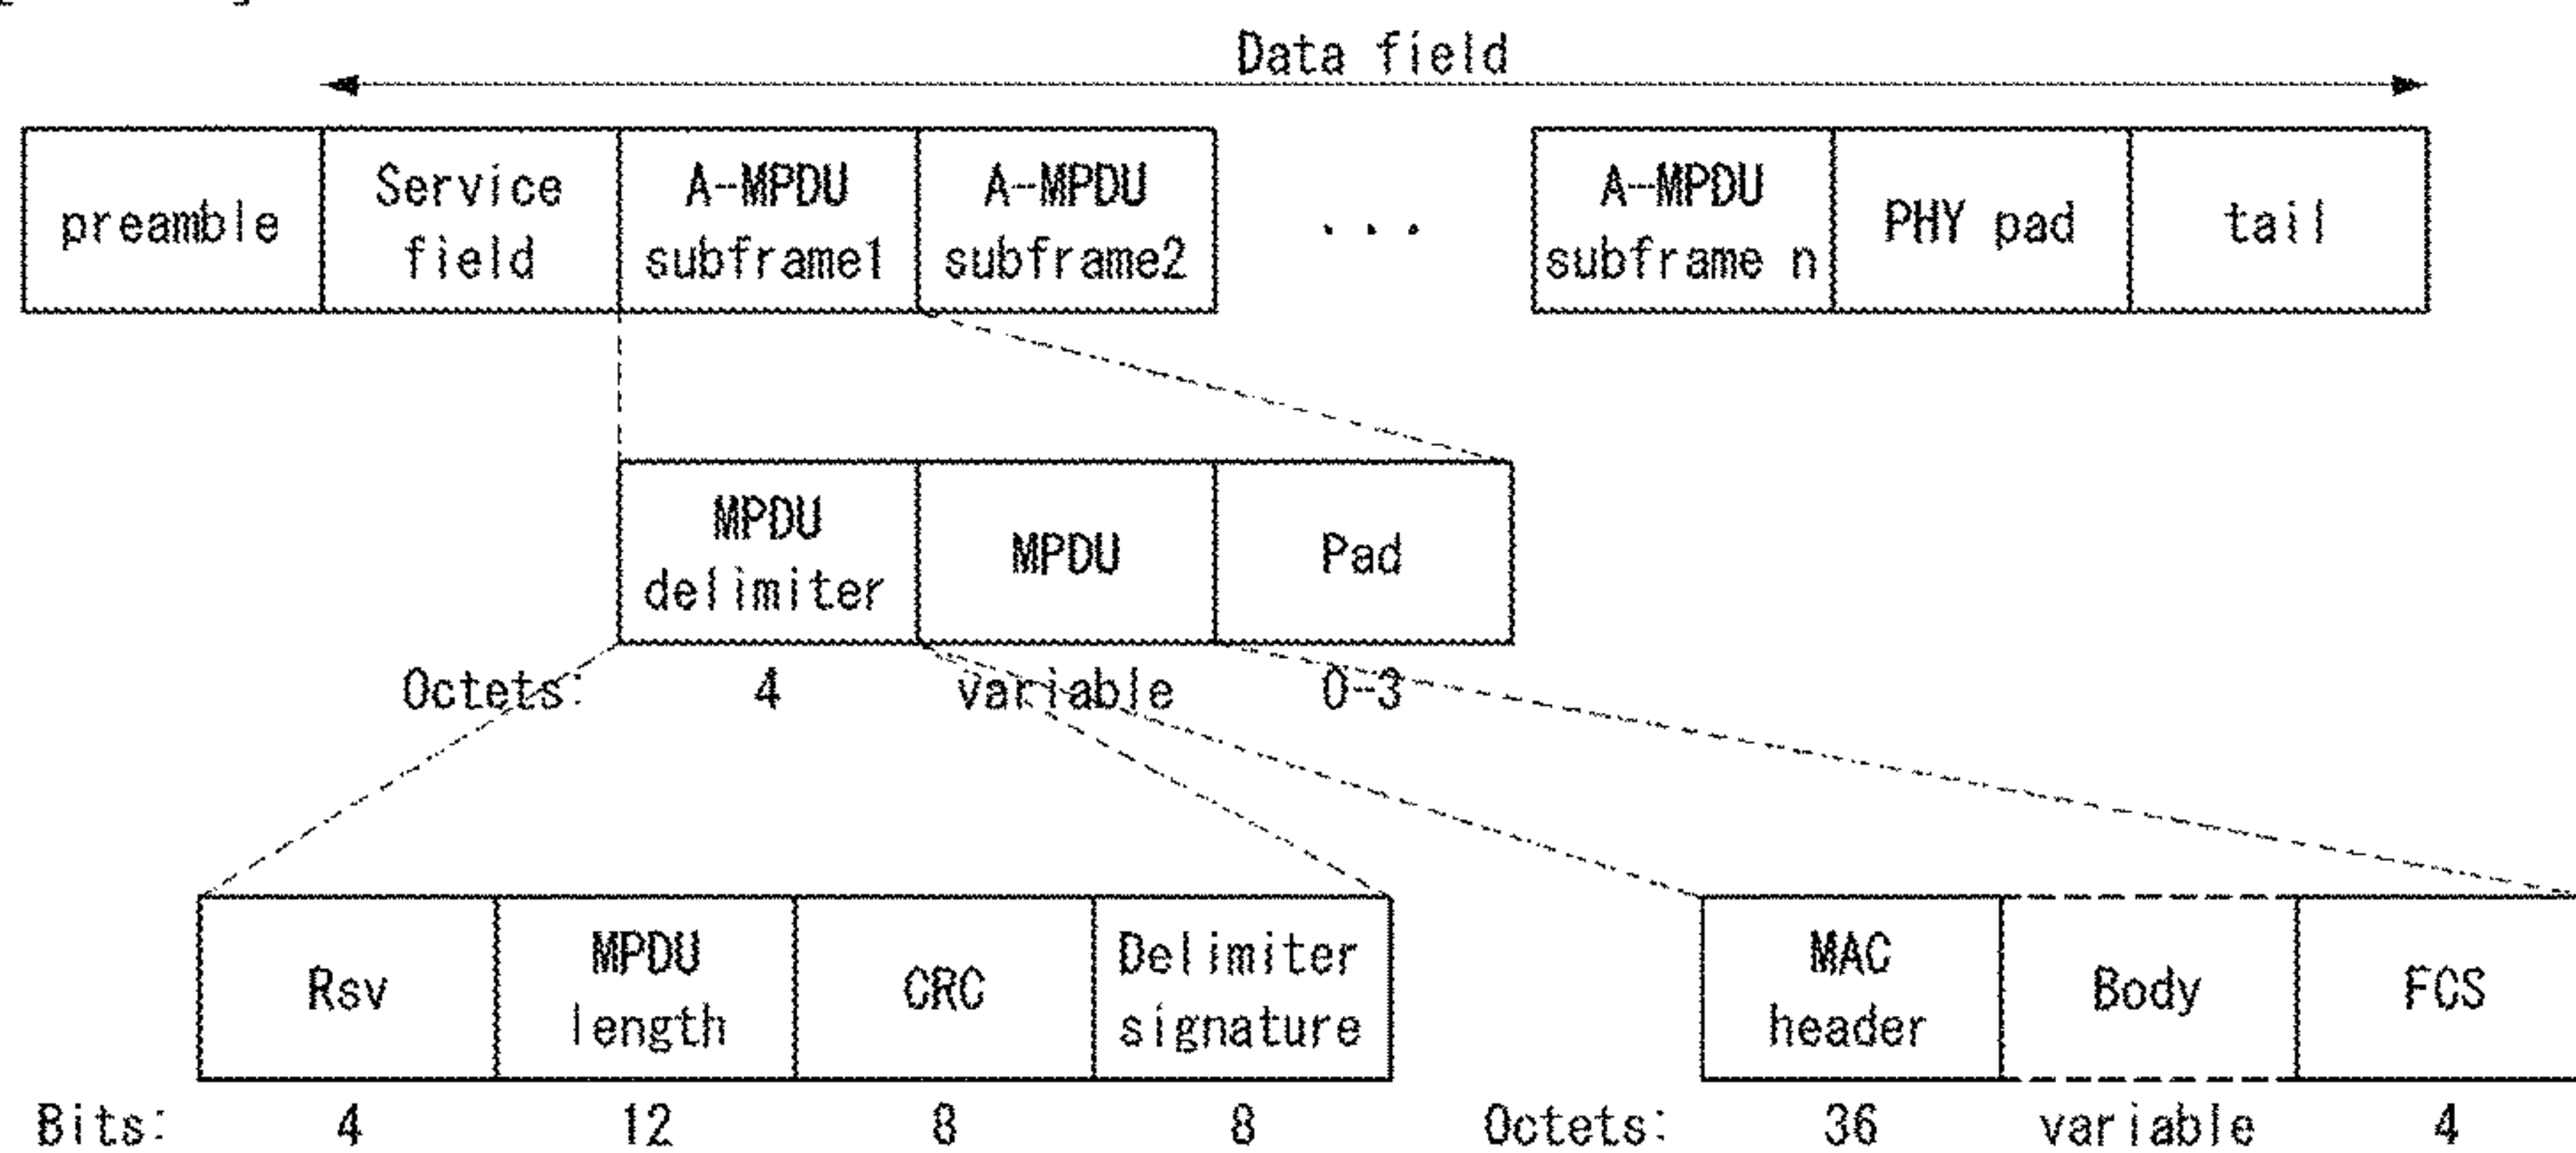 Data field
preamble
Service
field
A-MPDU
subframe1
A-MPDU
subframe2
...
A-MPDU
subframe n
PHY pad
tail
MPDU
delimiter
MPDU
Pad
Octets: 4 variable 0-3
Rsv
MPDU
length
CRC
Delimiter
signature
MAC
header
Body
FCS
Bits: 4 12 8 8
Octets: 36 variable 4